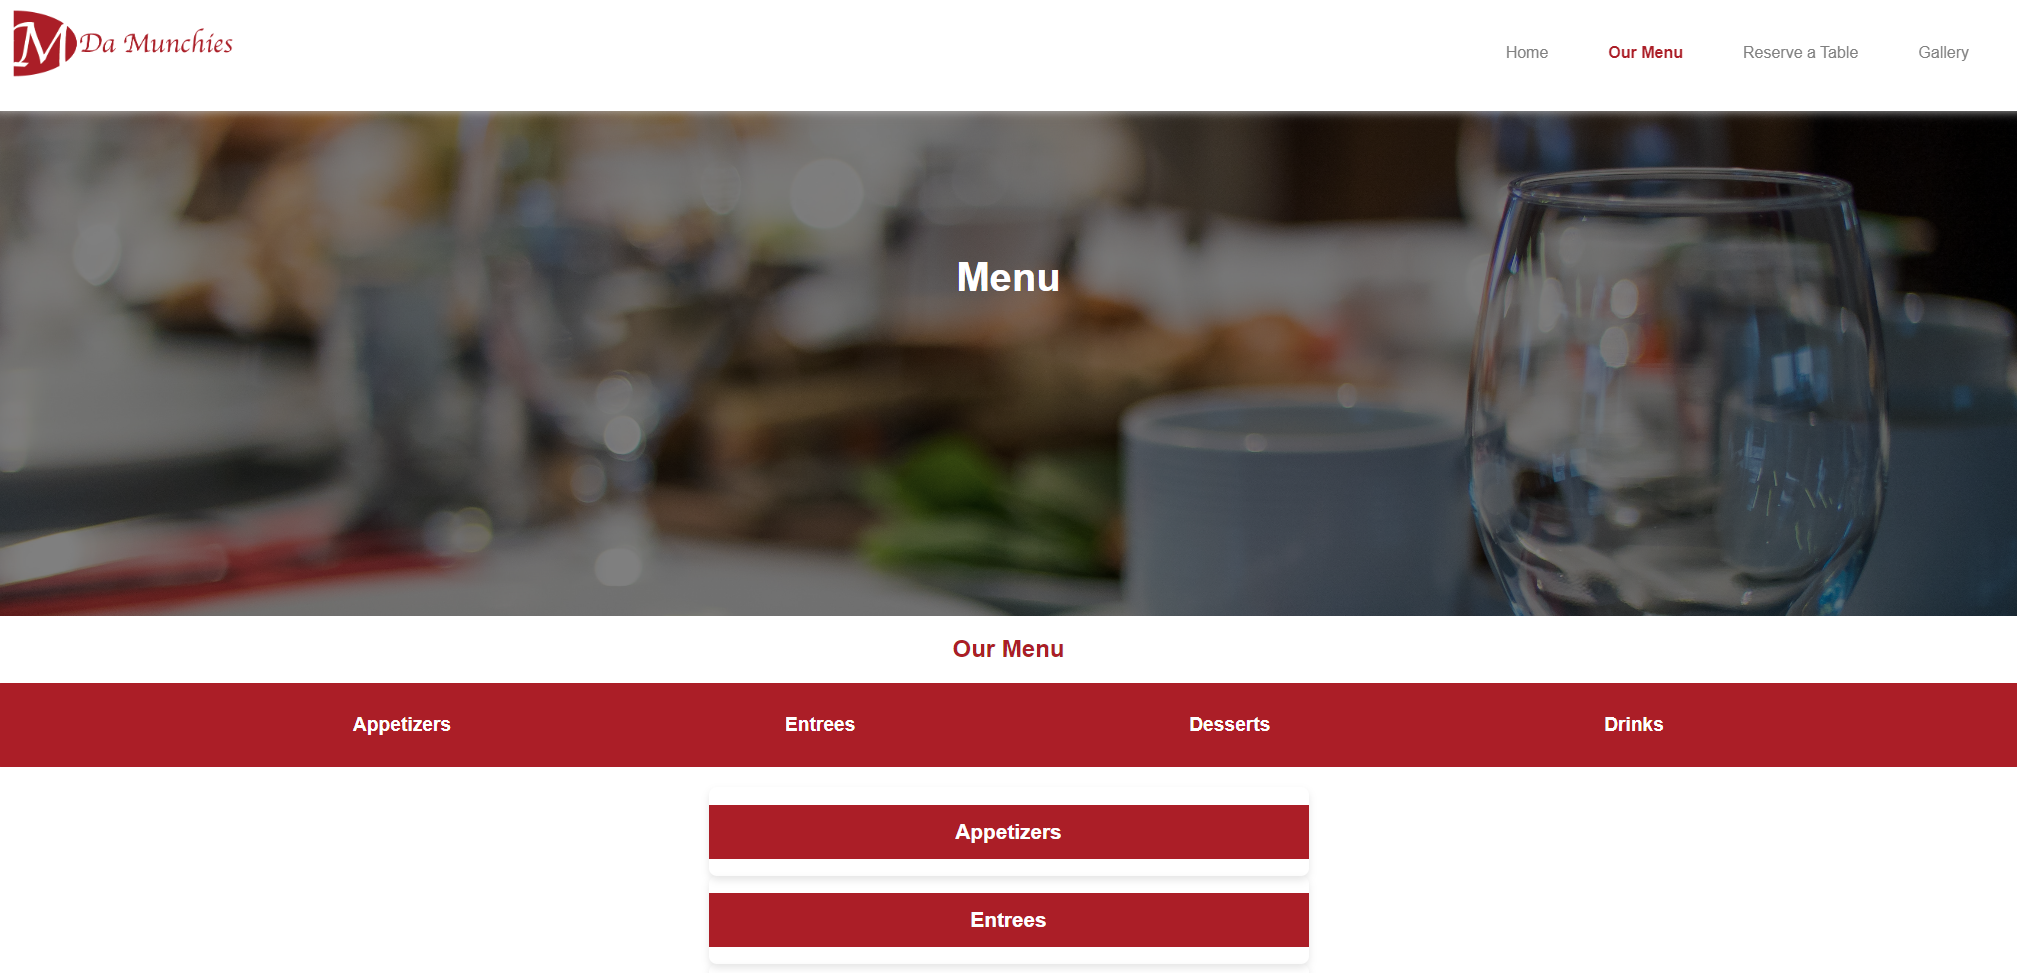 M Da Munchies
Home Our Menu Reserve a Table Gallery
Menu
Our Menu
Appetizers Entrees Desserts Drinks
Appetizers
Entrees